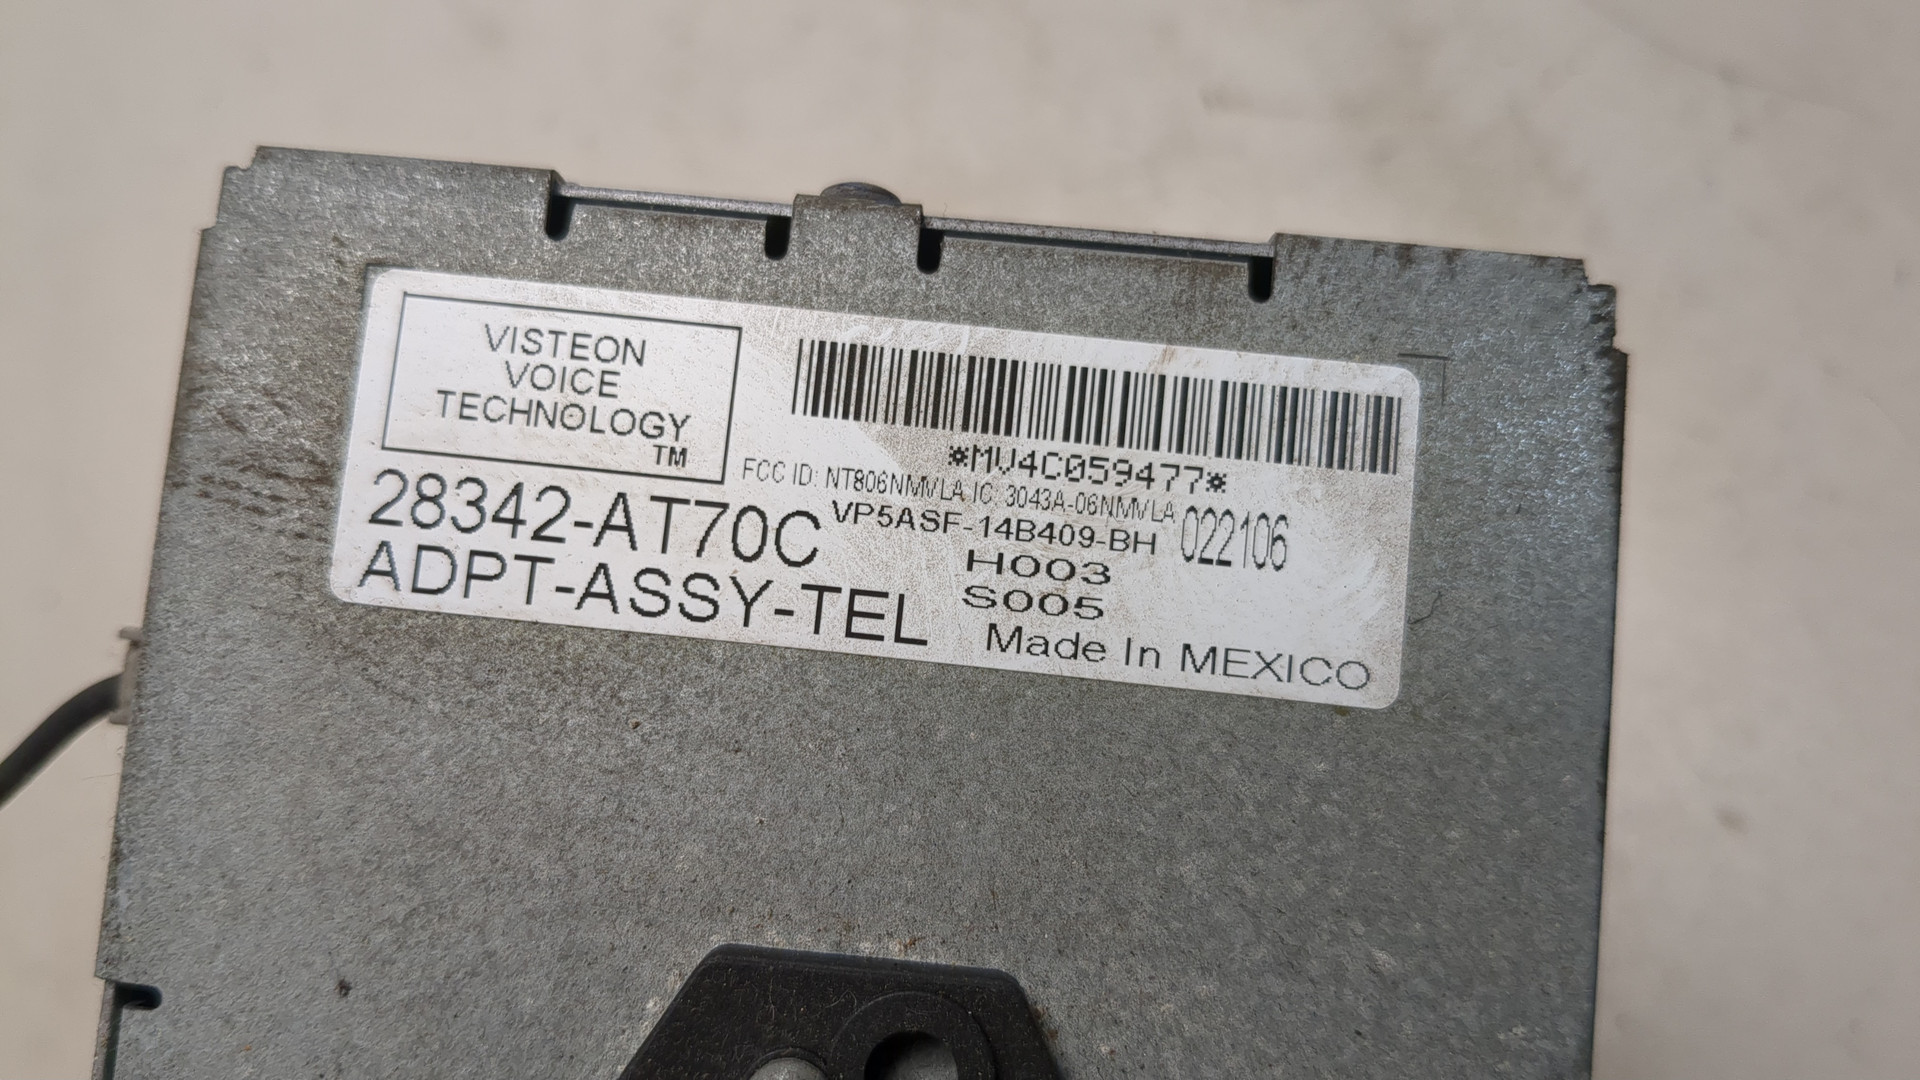 VISTEON
VOICE
TECHNOLOGY
TM
*MV4C059477*
FCC ID: NT806NMVLA IC: 3043A-06NMVLA
28342-AT70C
VP5ASF-14B409-BH
022106
H003
ADPT-ASSY-TEL
S005
Made In MEXICO